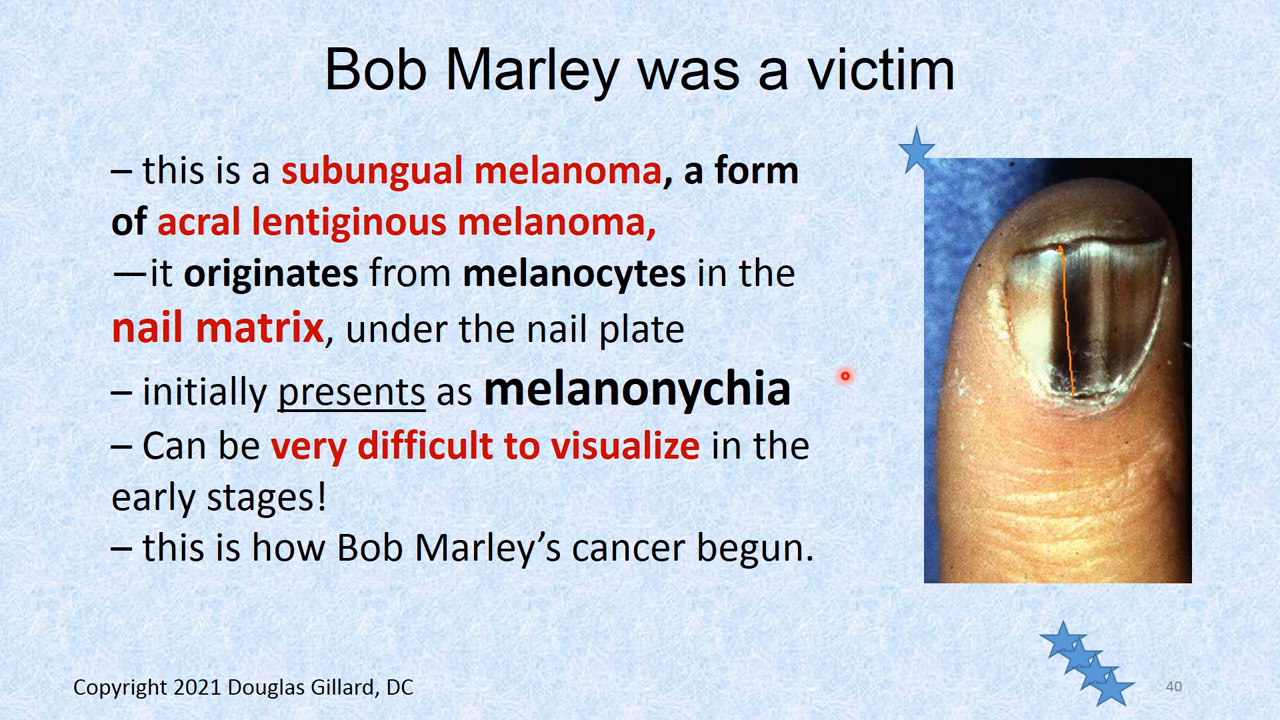 Bob Marley was a victim
– this is a subungual melanoma, a form
of acral lentiginous melanoma,
—it originates from melanocytes in the
nail matrix, under the nail plate
– initially presents as melanonychia
– Can be very difficult to visualize in the
early stages!
– this is how Bob Marley’s cancer begun.
Copyright 2021 Douglas Gillard, DC
40